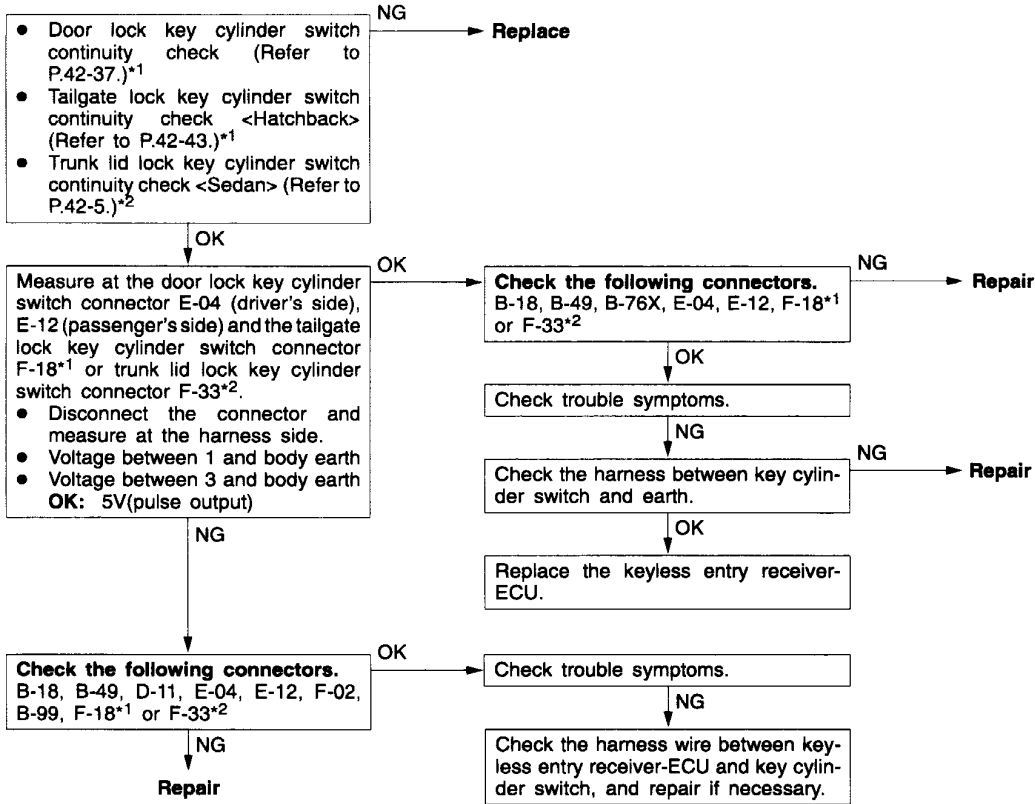 ● Door lock key cylinder switch
continuity check (Refer to
P.42-37.)*1
● Tailgate lock key cylinder switch
continuity check <Hatchback>
(Refer to P.42-43.)*1
● Trunk lid lock key cylinder switch
continuity check <Sedan> (Refer to
P.42-5.)*2
NG
Replace
OK
Measure at the door lock key cylinder
switch connector E-04 (driver's side),
E-12 (passenger's side) and the tailgate
lock key cylinder switch connector
F-18*1 or trunk lid lock key cylinder
switch connector F-33*2.
● Disconnect the connector and
measure at the harness side.
● Voltage between 1 and body earth
● Voltage between 3 and body earth
OK: 5V(pulse output)
OK
Check the following connectors.
B-18, B-49, B-76X, E-04, E-12, F-18*1
or F-33*2
NG
Repair
OK
Check trouble symptoms.
NG
Check the harness between key cylin-
der switch and earth.
NG
Repair
OK
Replace the keyless entry receiver-
ECU.
NG
Check the following connectors.
B-18, B-49, D-11, E-04, E-12, F-02,
B-99, F-18*1 or F-33*2
OK
Check trouble symptoms.
NG
Check the harness wire between key-
less entry receiver-ECU and key cylin-
der switch, and repair if necessary.
NG
Repair